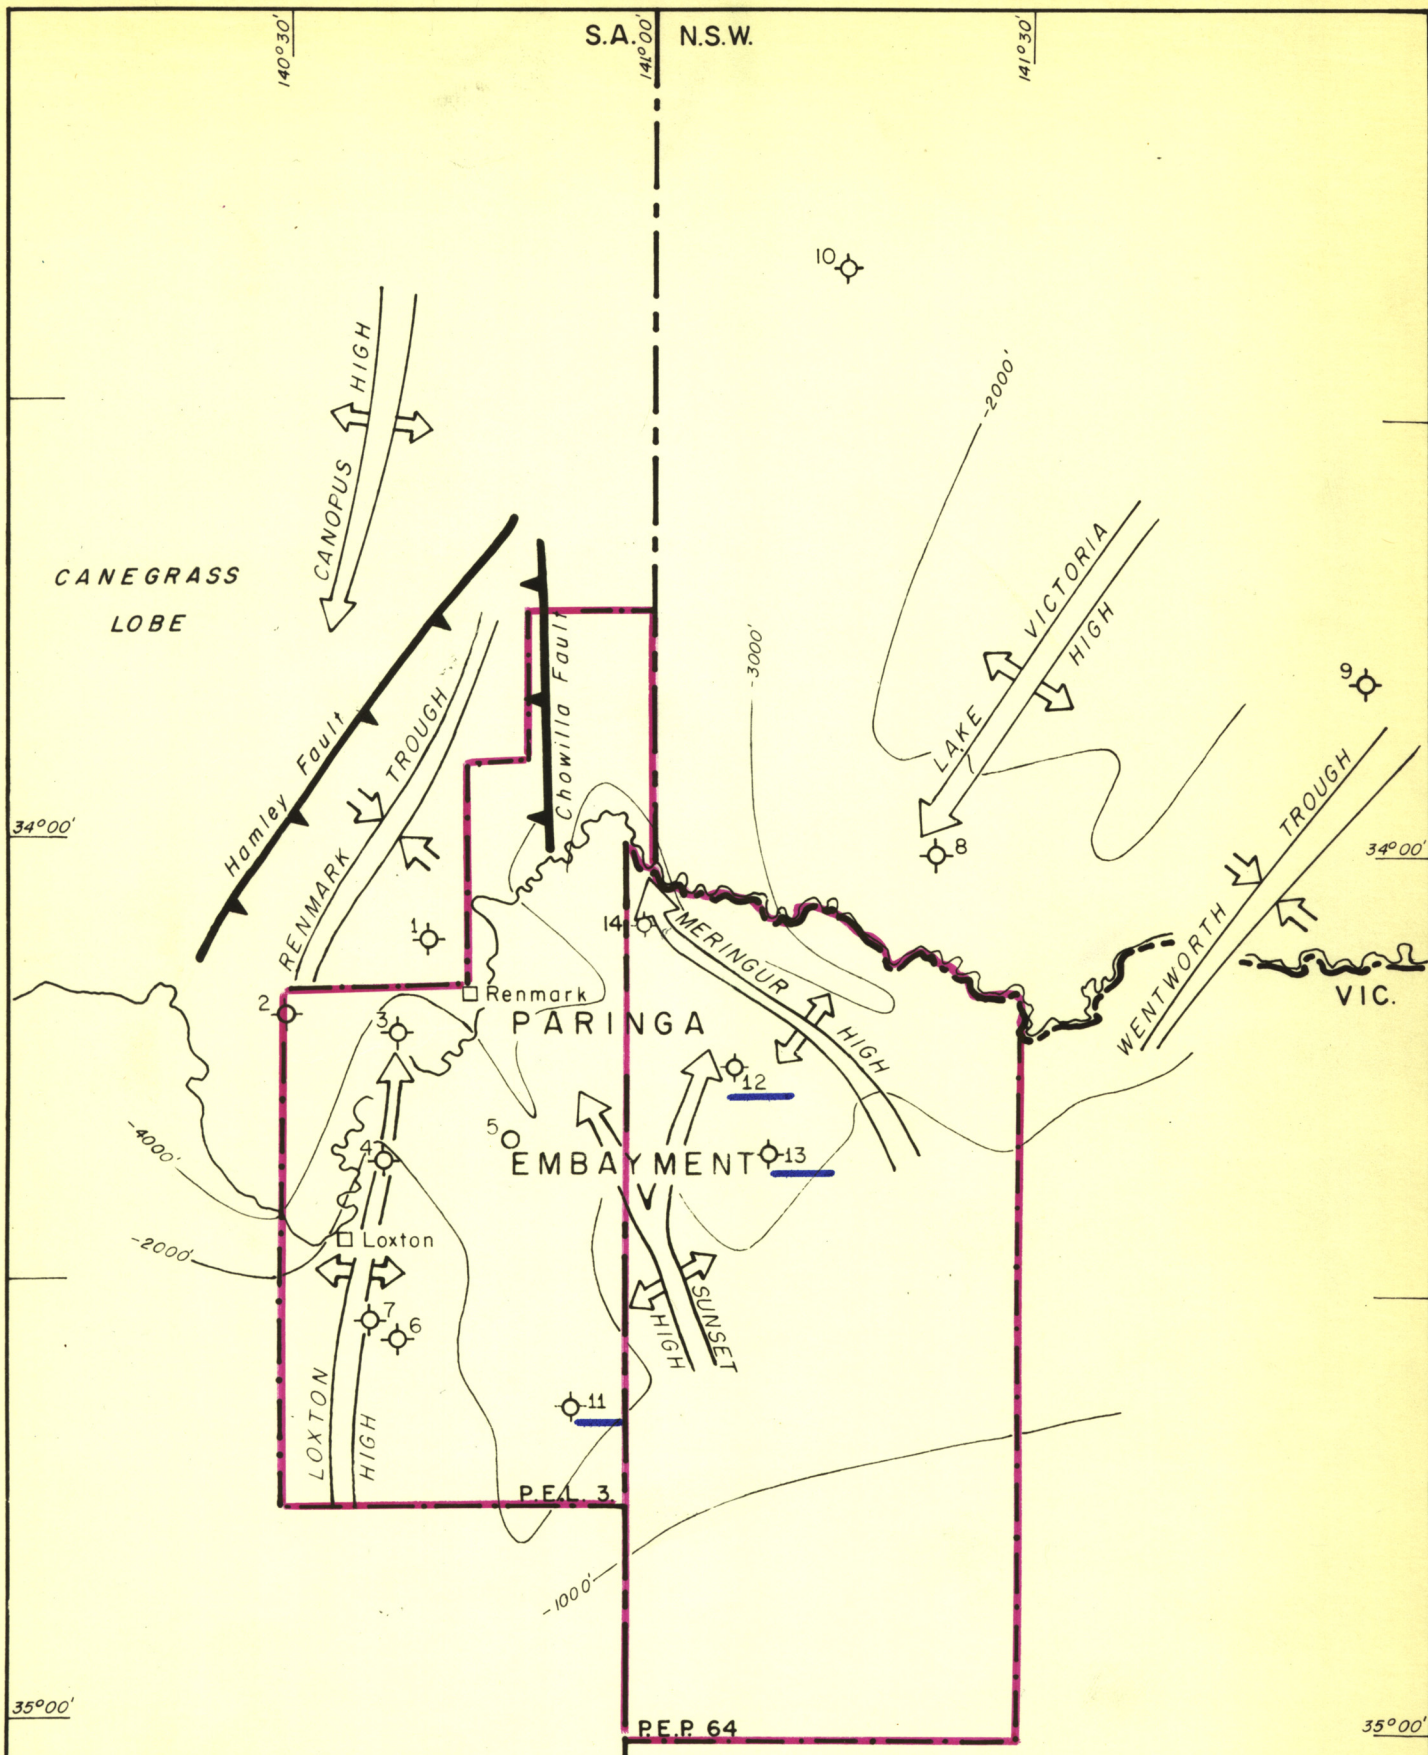 140°30'
S.A.
141°00'
N.S.W.
141°30'
10
CANOPUS HIGH
-2000'
CANEGRASS
LOBE
LAKE VICTORIA
HIGH
-3000'
9
Hamley Fault
Chowilla Fault
RENMARK TROUGH
WENTWORTH TROUGH
34°00'
34°00'
8
1
14
MERINGUR HIGH
2
Renmark
VIC.
3
PARINGA
12
5
4
EMBAYMENT
13
-4000'
-2000'
Loxton
7
6
HIGH
SUNSET
11
LOXTON
HIGH
P.E.L. 3
-1000'
35°00'
P.E.P. 64
35°00'